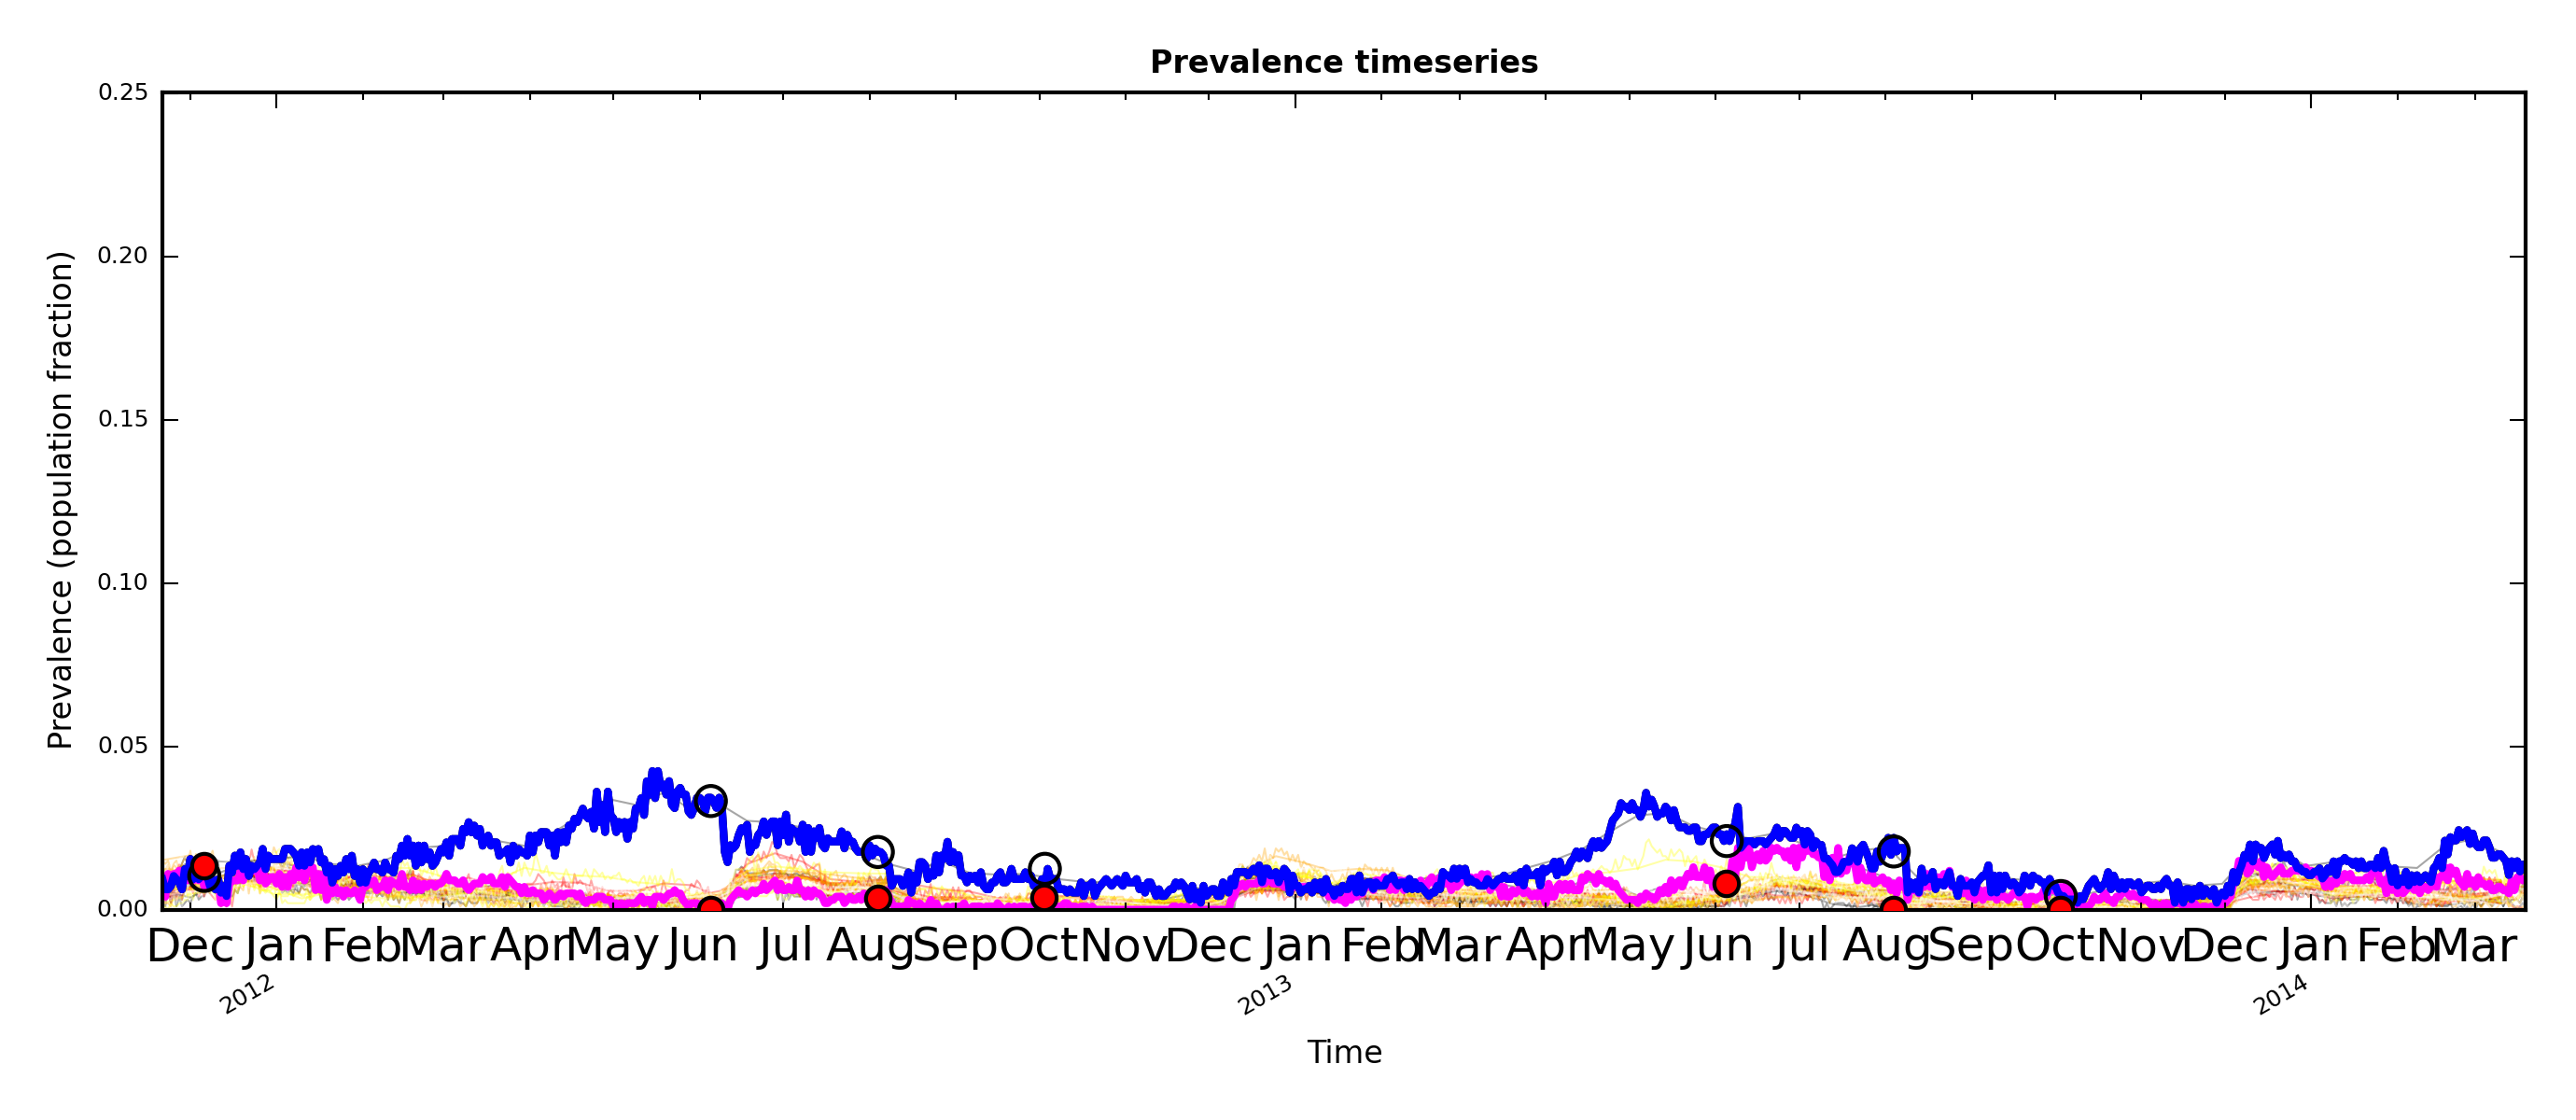 Prevalence timeseries
0.25
0.20
0.15
0.10
0.05
0.00
Prevalence (population fraction)
Dec Jan Feb Mar Apr May Jun Jul Aug Sep Oct Nov Dec Jan Feb Mar Apr May Jun Jul Aug Sep Oct Nov Dec Jan Feb Mar
2012 2013 2014
Time